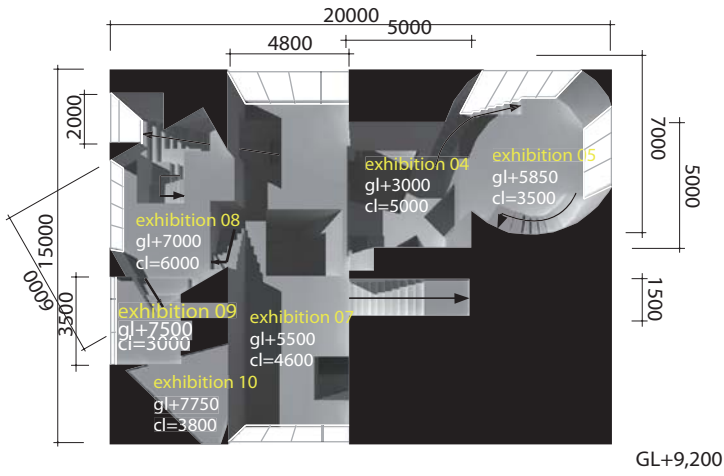 20000
4800
5000
2000
15000
6000
3500
7000
5000
1500
exhibition 04
gl+3000
cl=5000
exhibition 05
gl+5850
cl=3500
exhibition 08
gl+7000
cl=6000
exhibition 09
gl+7500
cl=3000
exhibition 07
gl+5500
cl=4600
exhibition 10
gl+7750
cl=3800
GL+9,200